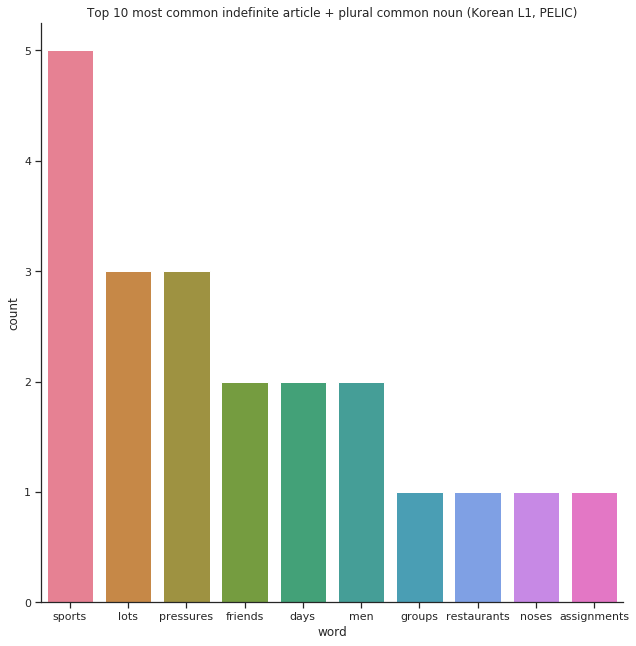 Top 10 most common indefinite article + plural common noun (Korean L1, PELIC)
5
4
3
2
1
0
count
sports lots pressures friends days men groups restaurants noses assignments
word